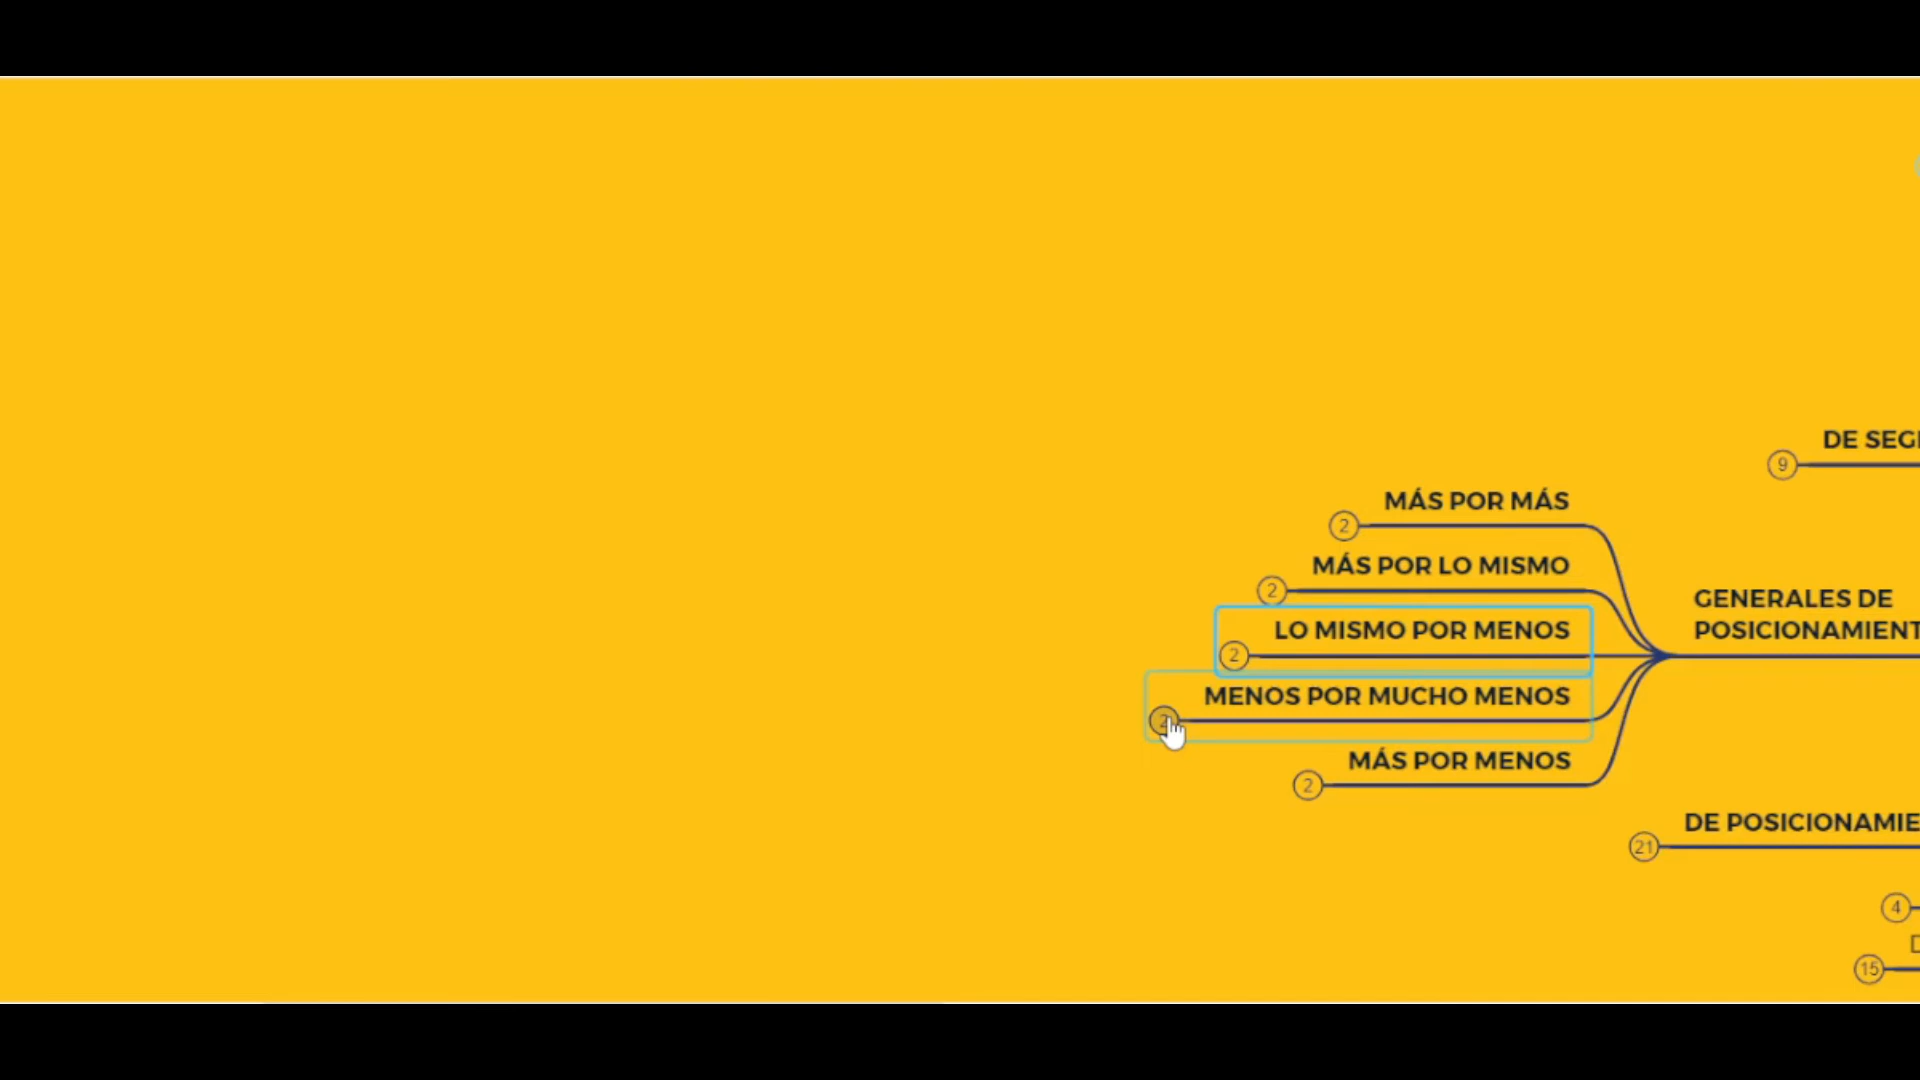 DE SEG
9
MÁS POR MÁS
2
MÁS POR LO MISMO
2
GENERALES DE
POSICIONAMIENT
LO MISMO POR MENOS
2
MENOS POR MUCHO MENOS
2
MÁS POR MENOS
2
DE POSICIONAMIE
21
4
15